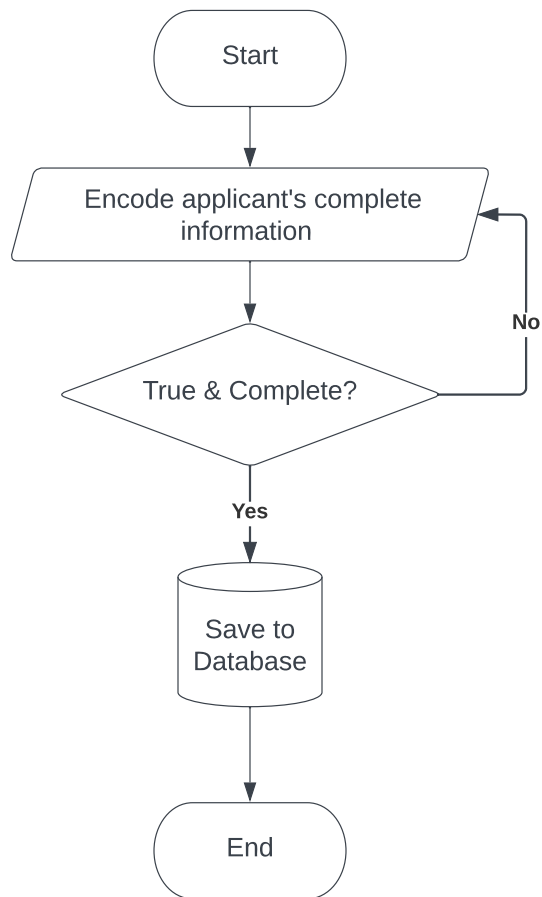 Start
Encode applicant's complete
information
No
True & Complete?
Yes
Save to
Database
End